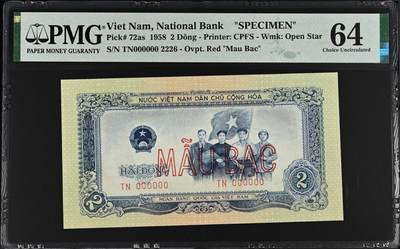 PMG
PAPER MONEY GUARANTY
Viet Nam, National Bank "SPECIMEN"
Pick# 72as 1958 2 Đồng - Printer: CPFS - Wmk: Open Star
S/N TN000000 2226 - Ovpt. Red "Mau Bac"
64
Choice Uncirculated
NƯỚC VIỆT NAM DÂN CHỦ CỘNG HÒA
HAI ĐỒNG
MẪU BẠC
TN 000000
TN 000000
2
2
NGÂN HÀNG QUỐC GIA VIỆT NAM